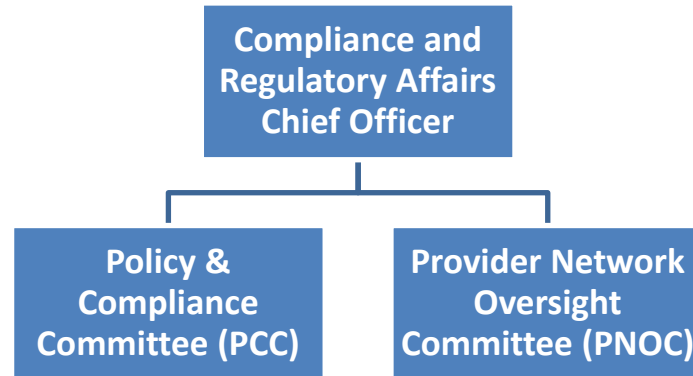 Compliance and
Regulatory Affairs
Chief Officer
Policy &
Compliance
Committee (PCC)
Provider Network
Oversight
Committee (PNOC)